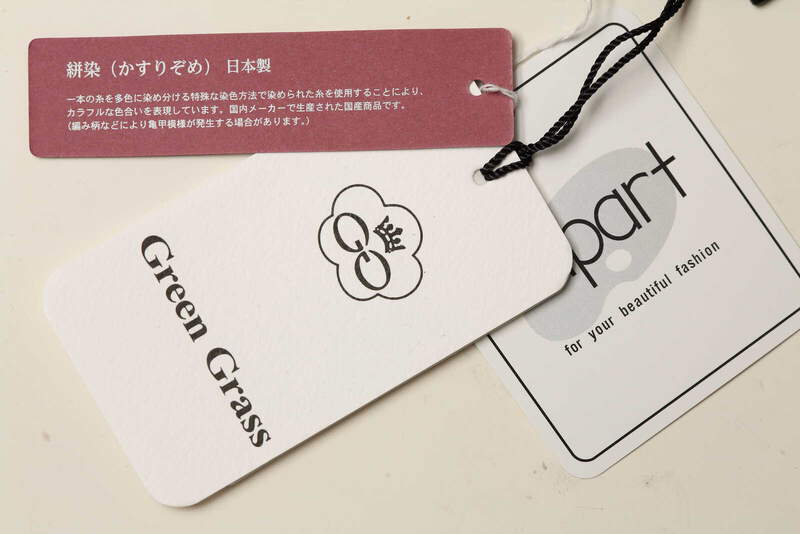 絣染(かすりぞめ) 日本製
一本の糸を多色に染め分ける特殊な染色方法で染められた糸を使用することにより、
カラフルな色合いを表現しています。国内メーカーで生産された国産商品です。
(編み柄などにより亀甲模様が発生する場合があります。)
GG
Green Grass
part
for your beautiful fashion